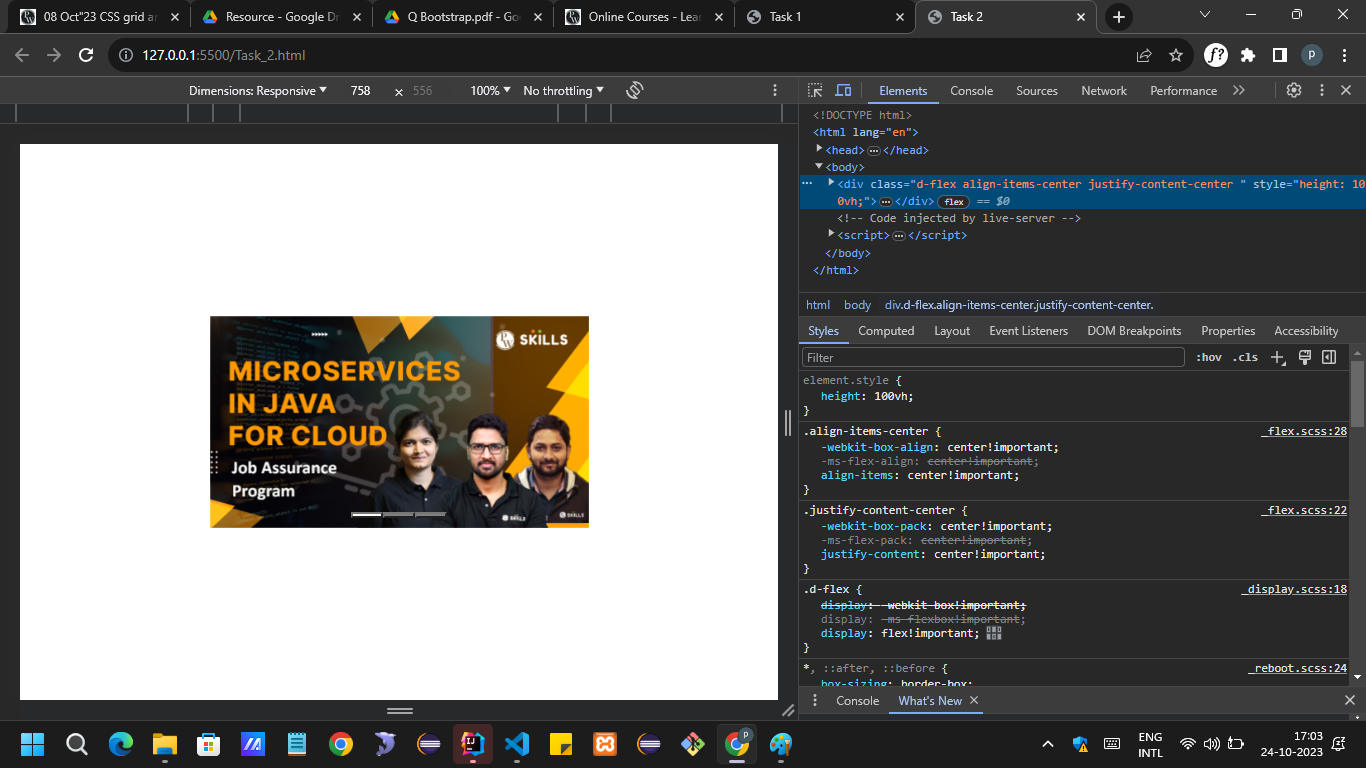 08 Oct"23 CSS grid an
Resource - Google Dr
Q Bootstrap.pdf - Go
Online Courses - Lea
Task 1
Task 2
127.0.0.1:5500/Task_2.html
f?
p
Dimensions: Responsive
758
×
556
100%
No throttling
Elements
Console
Sources
Network
Performance
<!DOCTYPE html>
<html lang="en">
<head> … </head>
<body>
<div class="d-flex align-items-center justify-content-center " style="height: 10
0vh;"> … </div> flex == $0
<!-- Code injected by live-server -->
<script> … </script>
</body>
</html>
html body div.d-flex.align-items-center.justify-content-center.
Styles
Computed
Layout
Event Listeners
DOM Breakpoints
Properties
Accessibility
Filter
:hov .cls
element.style {
height: 100vh;
}
.align-items-center { _flex.scss:28
-webkit-box-align: center!important;
-ms-flex-align: center!important;
align-items: center!important;
}
.justify-content-center { _flex.scss:22
-webkit-box-pack: center!important;
-ms-flex-pack: center!important;
justify-content: center!important;
}
.d-flex { _display.scss:18
display: -webkit-box!important;
display: -ms-flexbox!important;
display: flex!important;
}
*, ::after, ::before { _reboot.scss:24
box-sizing: border-box;
Console
What's New
PW SKILLS
MICROSERVICES
IN JAVA
FOR CLOUD
Job Assurance
Program
SKILLS
SKILLS
ENG
INTL
17:03
24-10-2023